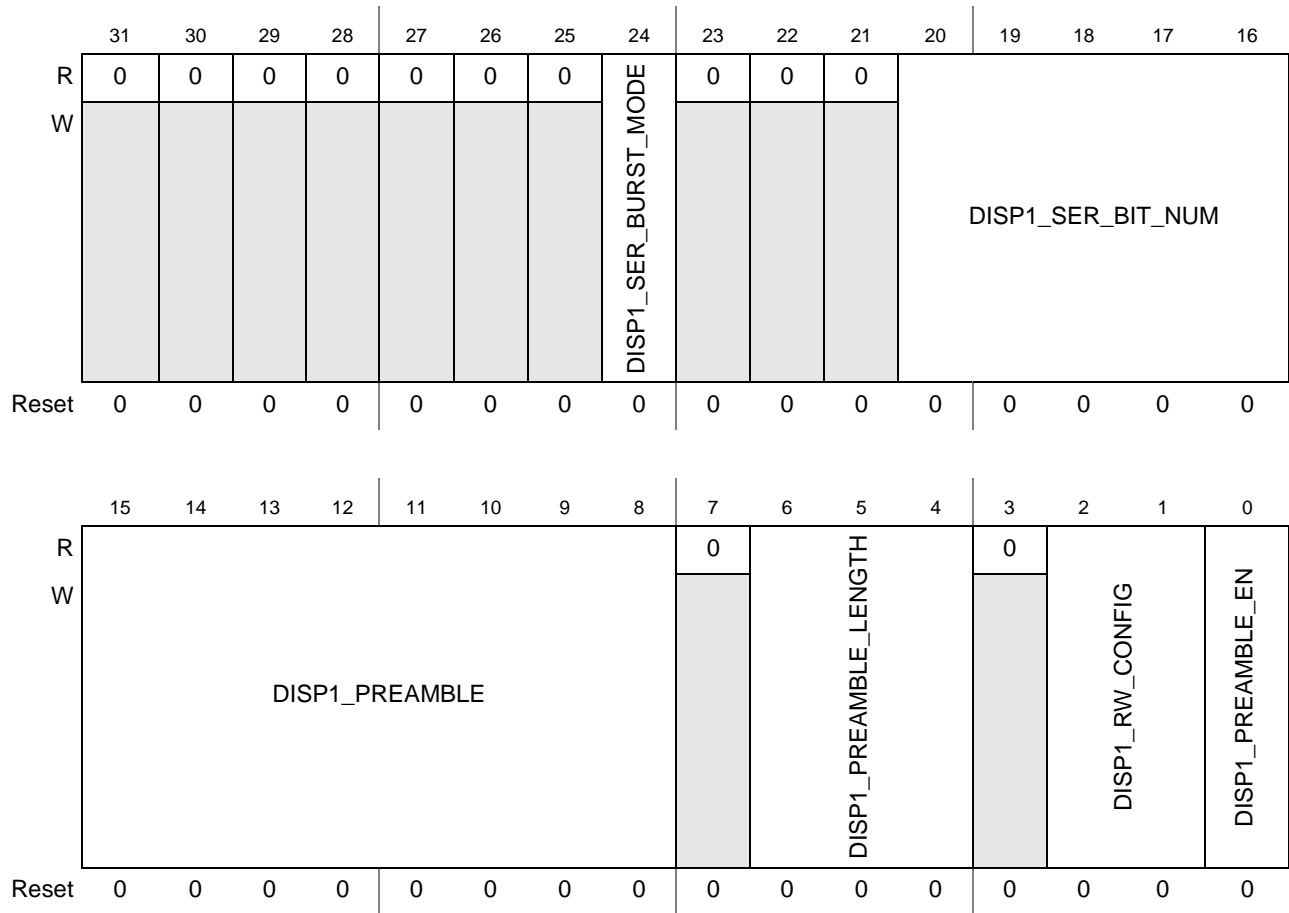 31 30 29 28 27 26 25 24 23 22 21 20 19 18 17 16
R 0 0 0 0 0 0 0 DISP1_SER_BURST_MODE 0 0 0 DISP1_SER_BIT_NUM
W
Reset 0 0 0 0 0 0 0 0 0 0 0 0 0 0 0 0
15 14 13 12 11 10 9 8 7 6 5 4 3 2 1 0
R DISP1_PREAMBLE 0 DISP1_PREAMBLE_LENGTH 0 DISP1_RW_CONFIG DISP1_PREAMBLE_EN
W
Reset 0 0 0 0 0 0 0 0 0 0 0 0 0 0 0 0